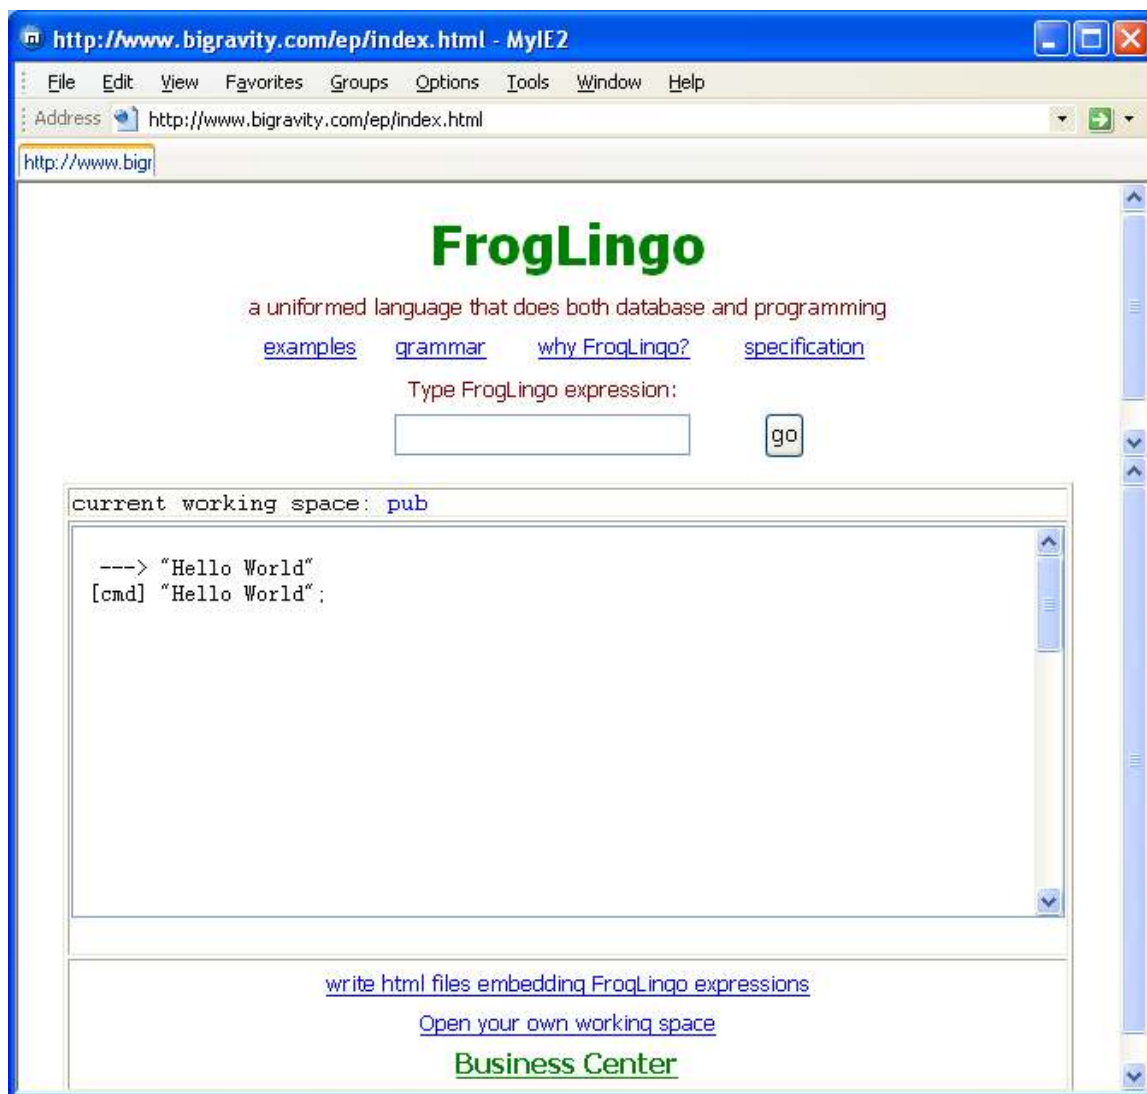 http://www.bigravity.com/ep/index.html - MyIE2
File Edit View Favorites Groups Options Tools Window Help
Address http://www.bigravity.com/ep/index.html
http://www.bigr
FrogLingo
a uniformed language that does both database and programming
examples grammar why FrogLingo? specification
Type FrogLingo expression:
go
current working space: pub
---> "Hello World"
[cmd] "Hello World";
write html files embedding FrogLingo expressions
Open your own working space
Business Center